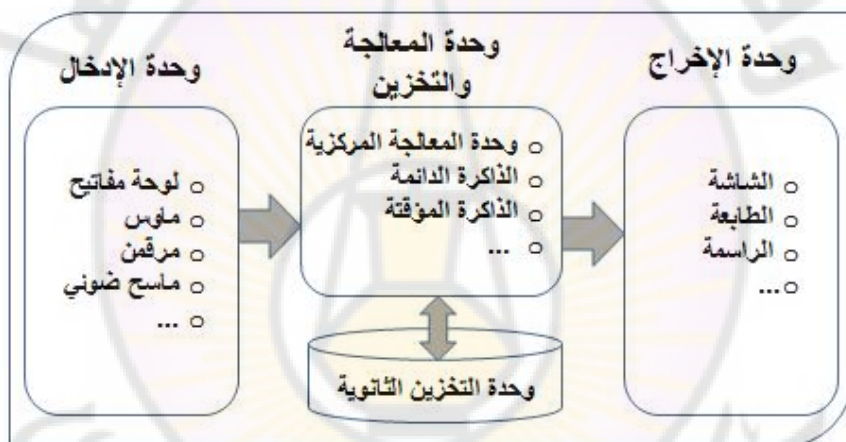 وحدة الإدخال
لوحة مفاتيح
ماوس
مرقمن
ماسح ضوئي
...
وحدة المعالجة
والتخزين
وحدة المعالجة المركزية
الذاكرة الدائمة
الذاكرة المؤقتة
...
وحدة التخزين الثانوية
وحدة الإخراج
الشاشة
الطابعة
الراسمة
...